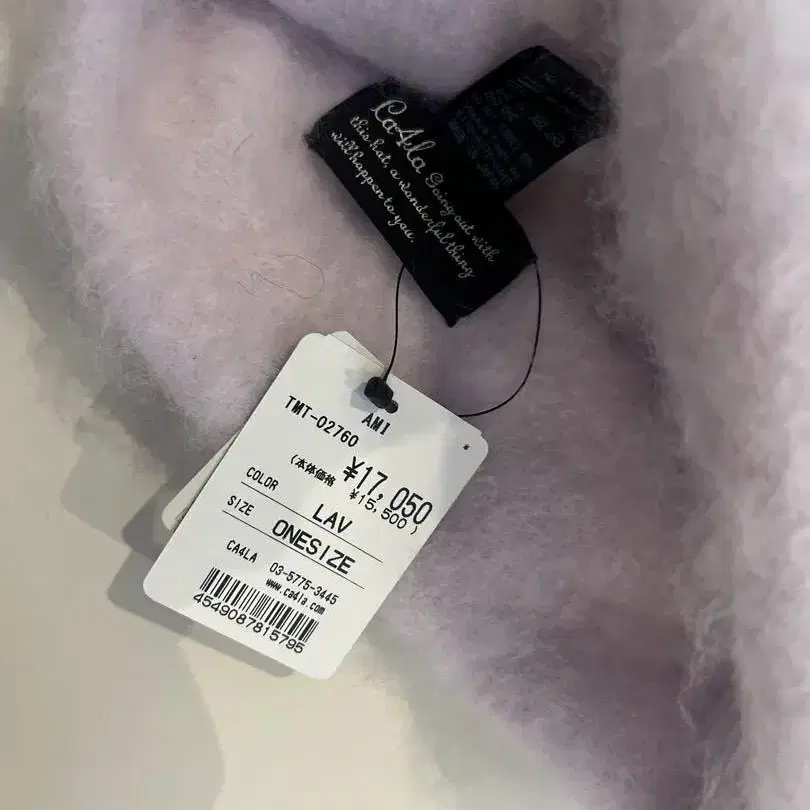 Ca4la Going out with
this hat, a wonderful thing
will happen to you.
AMI
TMT-02760
¥17,050
(本体価格 ¥15,500)
COLOR
LAV
SIZE
ONESIZE
CA4LA 03-5775-3445
www.ca4la.com
4549087815795